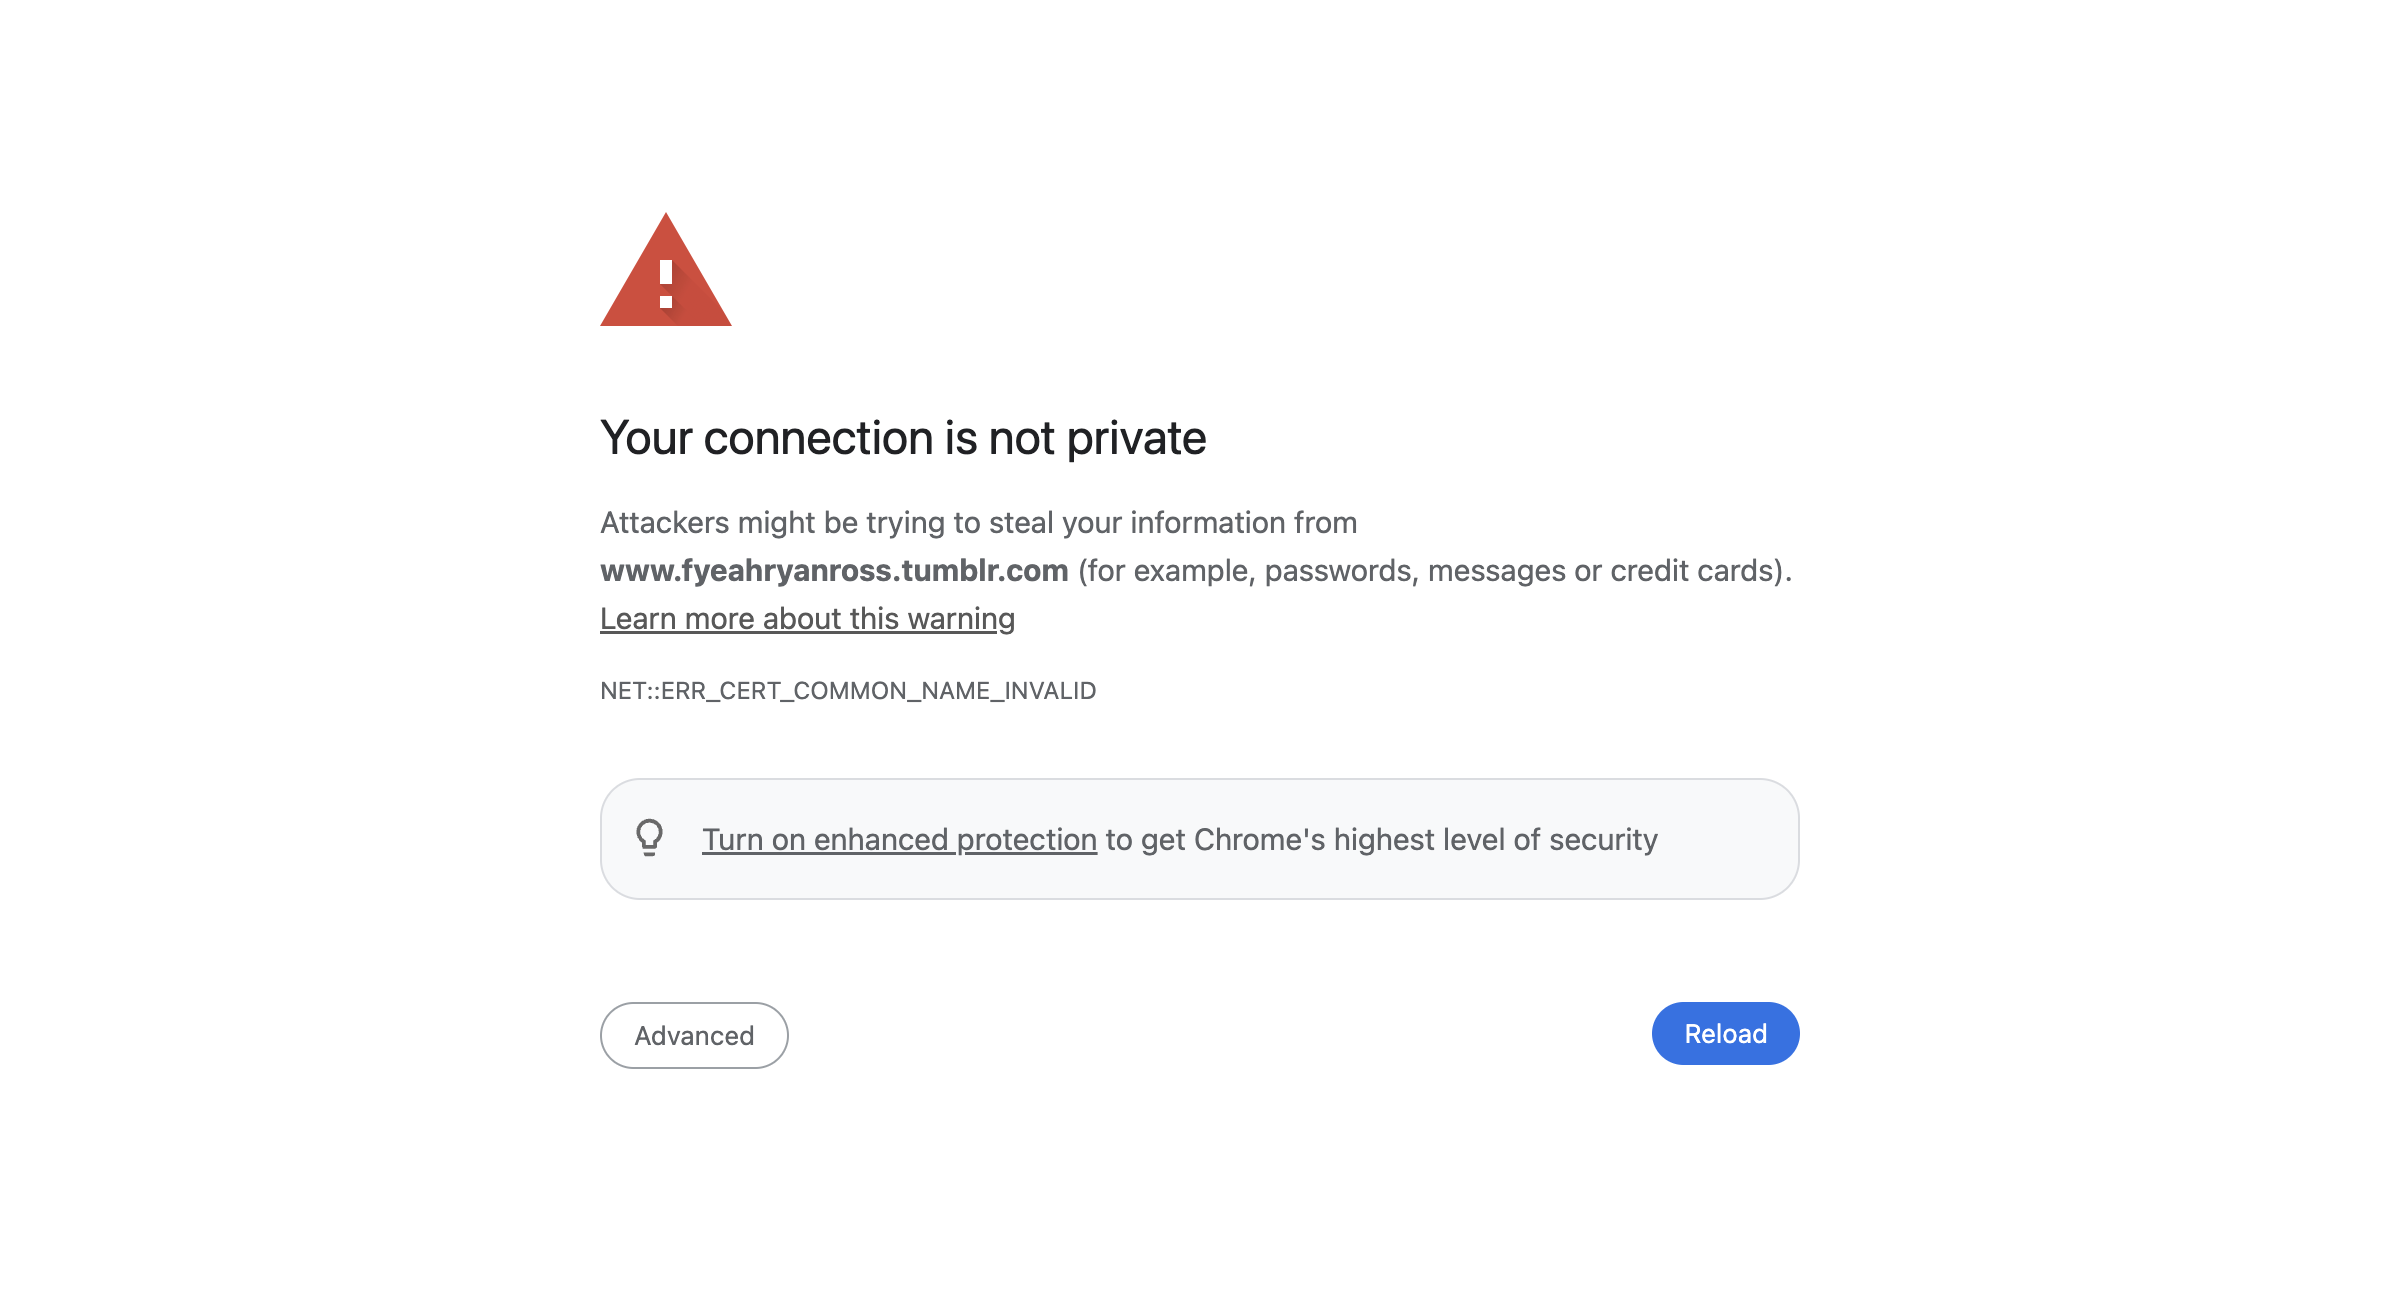 Your connection is not private
Attackers might be trying to steal your information from
www.fyeahryanross.tumblr.com (for example, passwords, messages or credit cards).
Learn more about this warning
NET::ERR_CERT_COMMON_NAME_INVALID
Turn on enhanced protection to get Chrome's highest level of security
Advanced
Reload